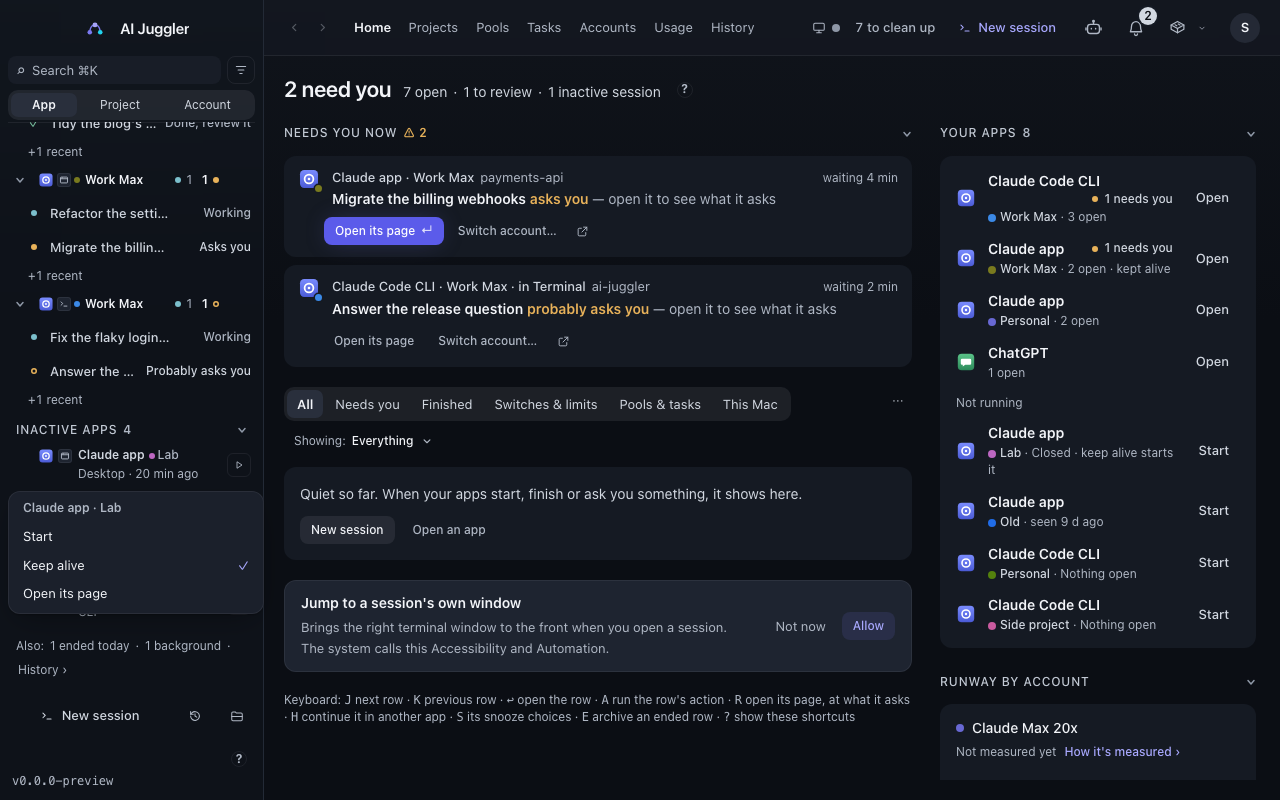 AI Juggler
Search ⌘K
App Project Account
Tidy the blog's ... Done, review it
+1 recent
Work Max 1 1
Refactor the setti... Working
Migrate the billin... Asks you
+1 recent
Work Max 1 1
Fix the flaky login... Working
Answer the ... Probably asks you
+1 recent
INACTIVE APPS 4
Claude app Lab
Desktop · 20 min ago
Claude app · Lab
Start
Keep alive
Open its page
Also: 1 ended today · 1 background ·
History ›
New session
?
v0.0.0-preview
Home Projects Pools Tasks Accounts Usage History
7 to clean up
New session
2
S
2 need you 7 open · 1 to review · 1 inactive session ?
NEEDS YOU NOW 2
Claude app · Work Max payments-api waiting 4 min
Migrate the billing webhooks asks you — open it to see what it asks
Open its page ↵ Switch account...
Claude Code CLI · Work Max · in Terminal ai-juggler waiting 2 min
Answer the release question probably asks you — open it to see what it asks
Open its page Switch account...
All Needs you Finished Switches & limits Pools & tasks This Mac ...
Showing: Everything
Quiet so far. When your apps start, finish or ask you something, it shows here.
New session Open an app
Jump to a session's own window
Brings the right terminal window to the front when you open a session.
The system calls this Accessibility and Automation.
Not now Allow
Keyboard: J next row · K previous row · ↩ open the row · A run the row's action · R open its page, at what it asks
· H continue it in another app · S its snooze choices · E archive an ended row · ? show these shortcuts
YOUR APPS 8
Claude Code CLI
1 needs you
Work Max · 3 open
Open
Claude app 1 needs you
Work Max · 2 open · kept alive
Open
Claude app
Personal · 2 open
Open
ChatGPT
1 open
Open
Not running
Claude app
Lab · Closed · keep alive starts
it
Start
Claude app
Old · seen 9 d ago
Start
Claude Code CLI
Personal · Nothing open
Start
Claude Code CLI
Side project · Nothing open
Start
RUNWAY BY ACCOUNT
Claude Max 20x
Not measured yet How it's measured ›